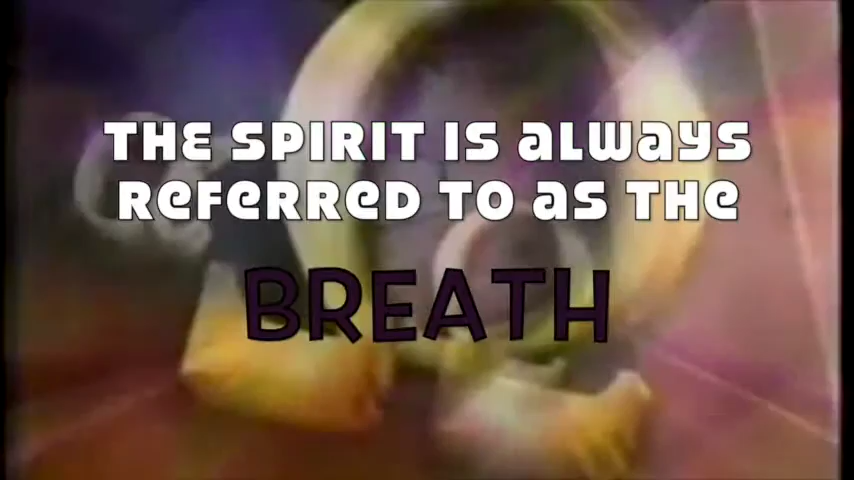 THE SPIRIT IS ALWAYS
REFERRED TO AS THE
BREATH